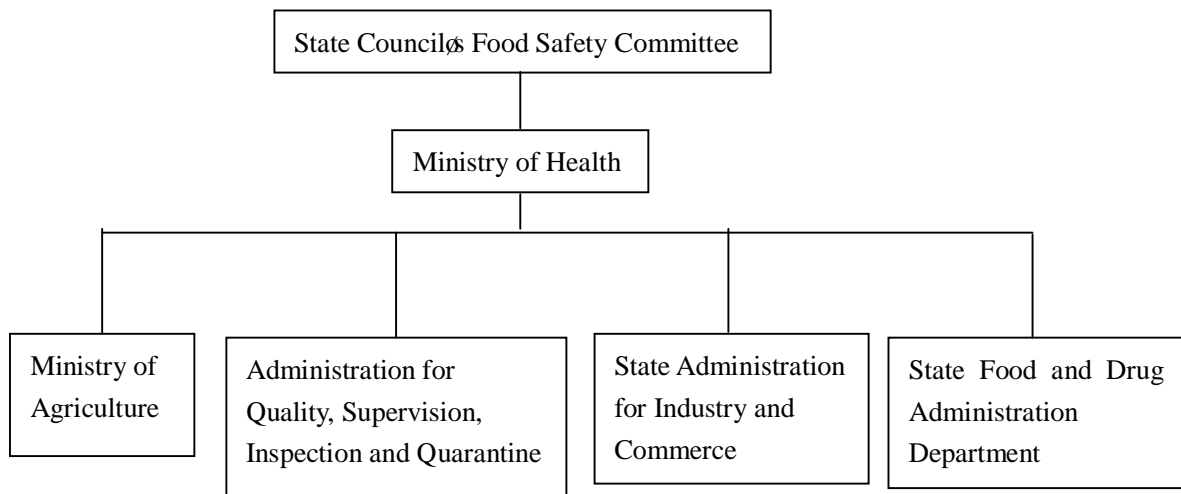 State Counciløs Food Safety Committee
Ministry of Health
Ministry of
Agriculture
Administration for
Quality, Supervision,
Inspection and Quarantine
State Administration
for Industry and
Commerce
State Food and Drug
Administration
Department